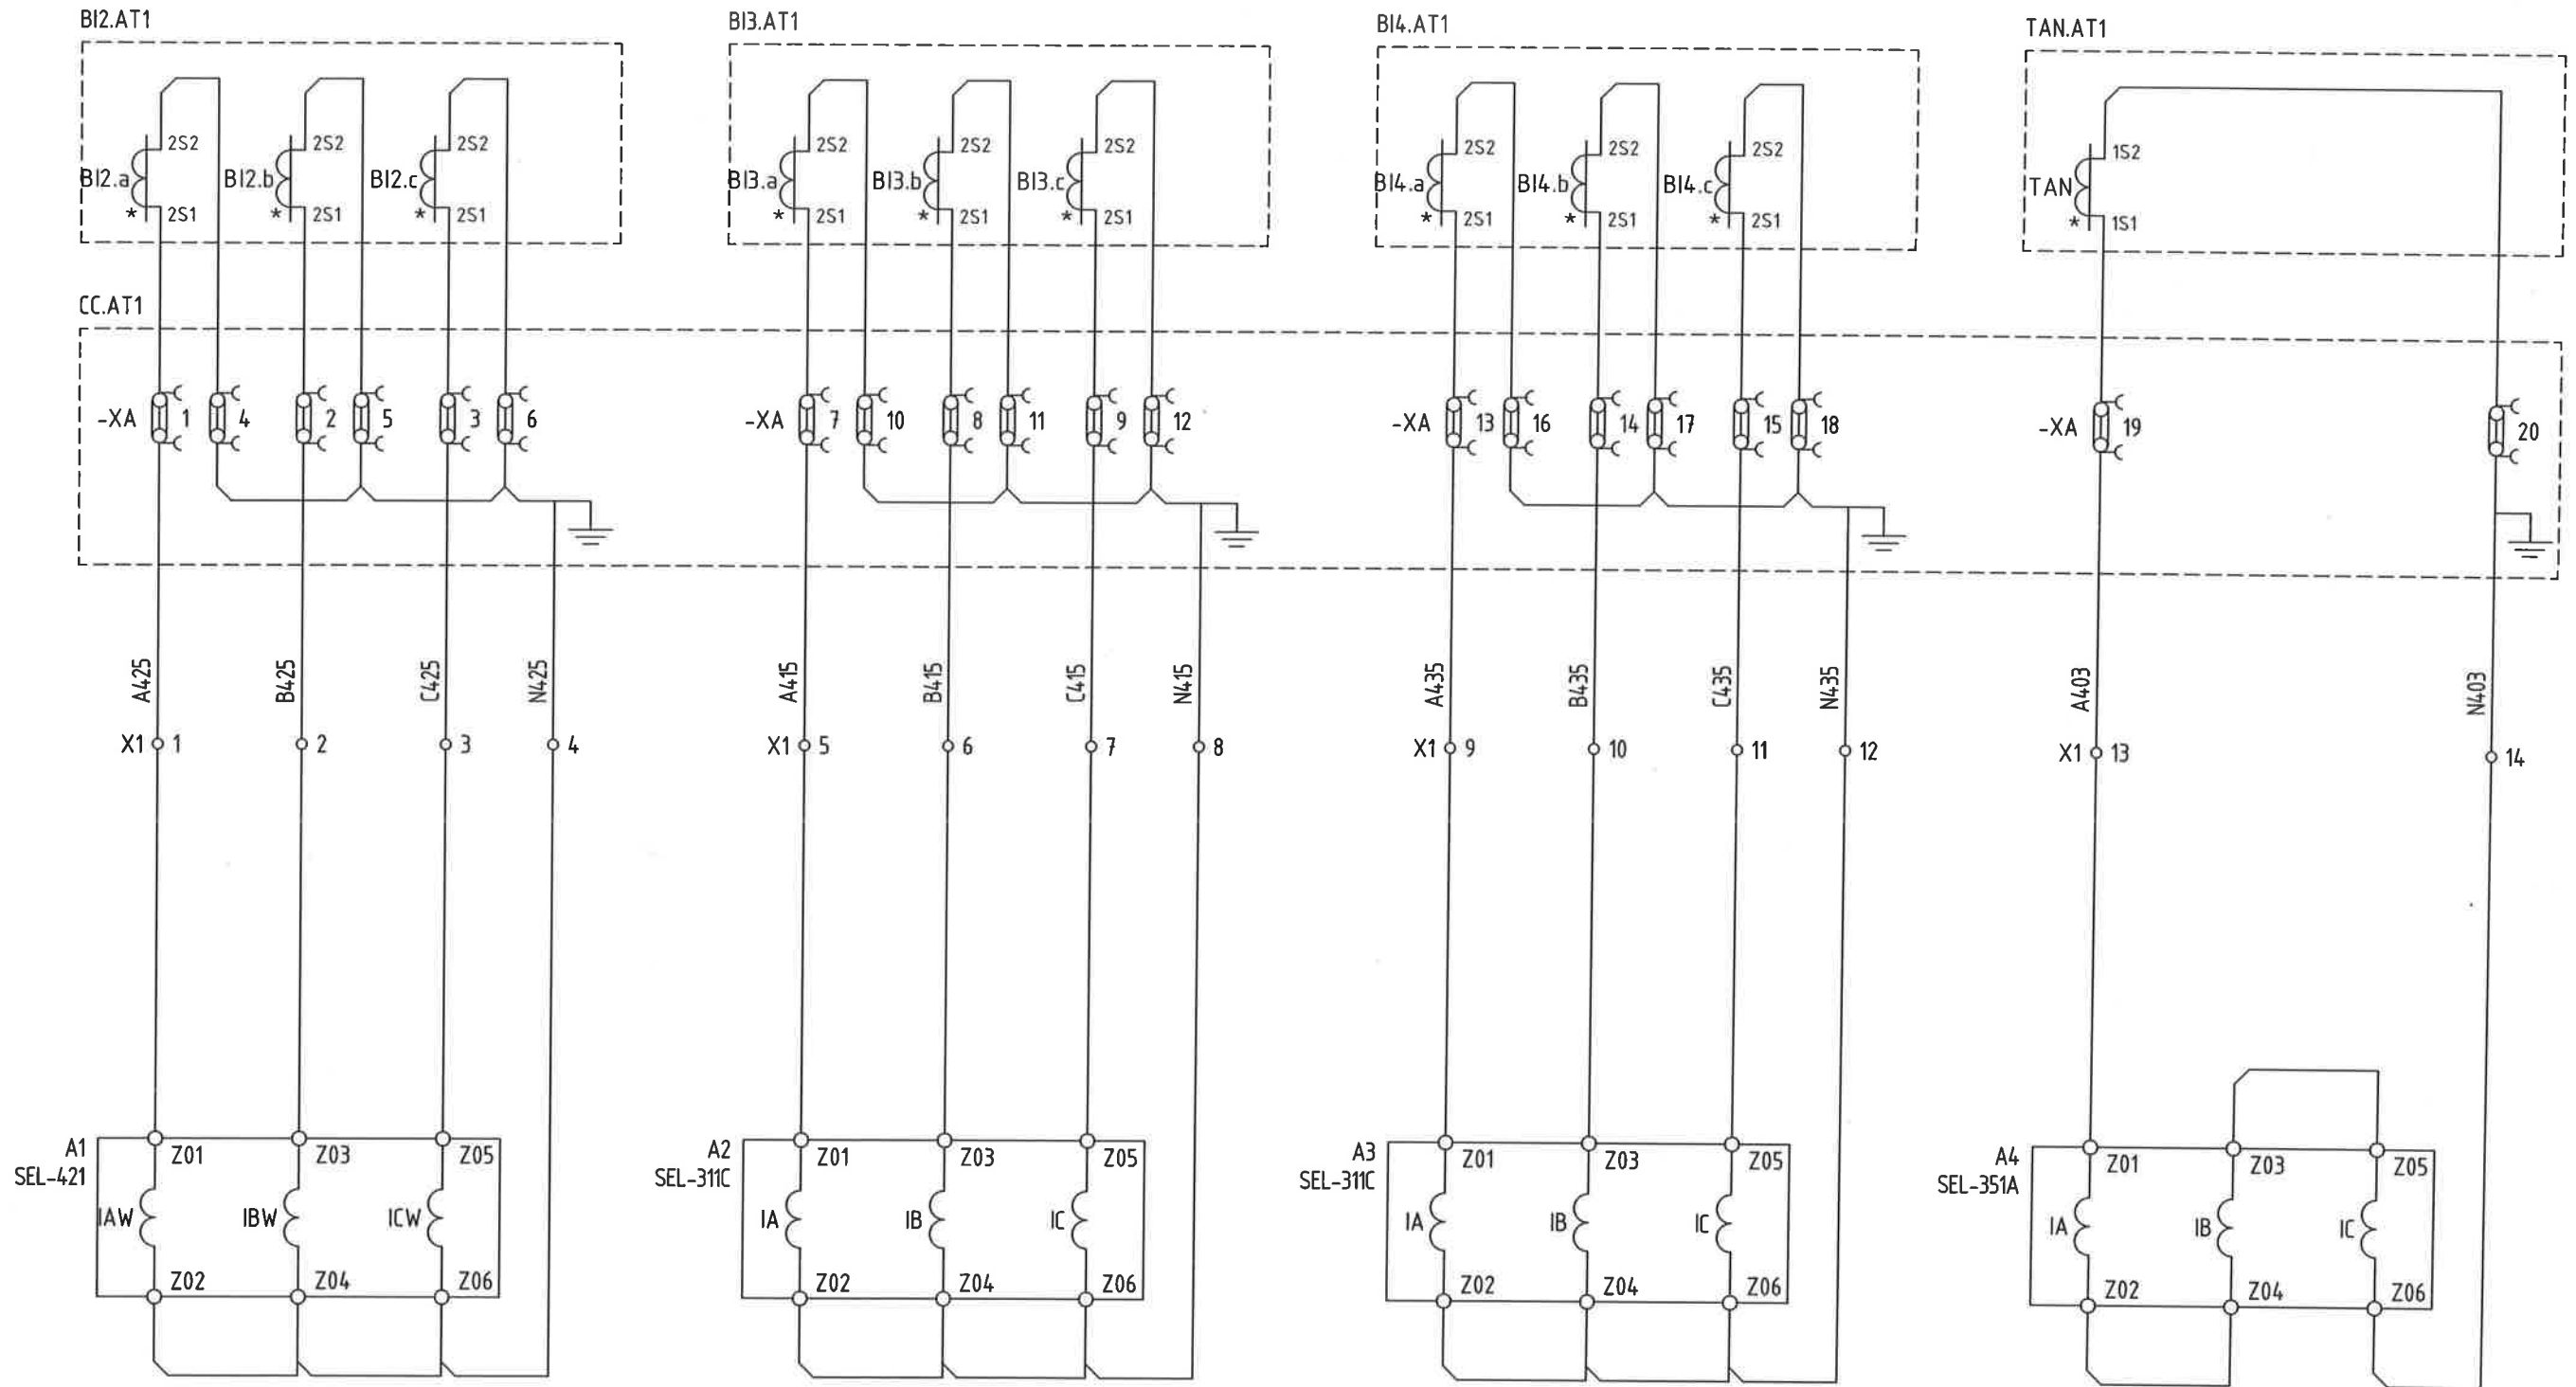 BI2.AT1
BI3.AT1
BI4.AT1
TAN.AT1
2S2 2S2 2S2
BI2.a BI2.b BI2.c
* 2S1 * 2S1 * 2S1
2S2 2S2 2S2
BI3.a BI3.b BI3.c
* 2S1 * 2S1 * 2S1
2S2 2S2 2S2
BI4.a BI4.b BI4.c
* 2S1 * 2S1 * 2S1
1S2
TAN
* 1S1
CC.AT1
-XA 1 4 2 5 3 6
-XA 7 10 8 11 9 12
-XA 13 16 14 17 15 18
-XA 19 20
A425 B425 C425 N425
A415 B415 C415 N415
A435 B435 C435 N435
A403 N403
X1 1 2 3 4
X1 5 6 7 8
X1 9 10 11 12
X1 13 14
A1
SEL-421
Z01 Z03 Z05
IAW IBW ICW
Z02 Z04 Z06
A2
SEL-311C
Z01 Z03 Z05
IA IB IC
Z02 Z04 Z06
A3
SEL-311C
Z01 Z03 Z05
IA IB IC
Z02 Z04 Z06
A4
SEL-351A
Z01 Z03 Z05
IA IB IC
Z02 Z04 Z06